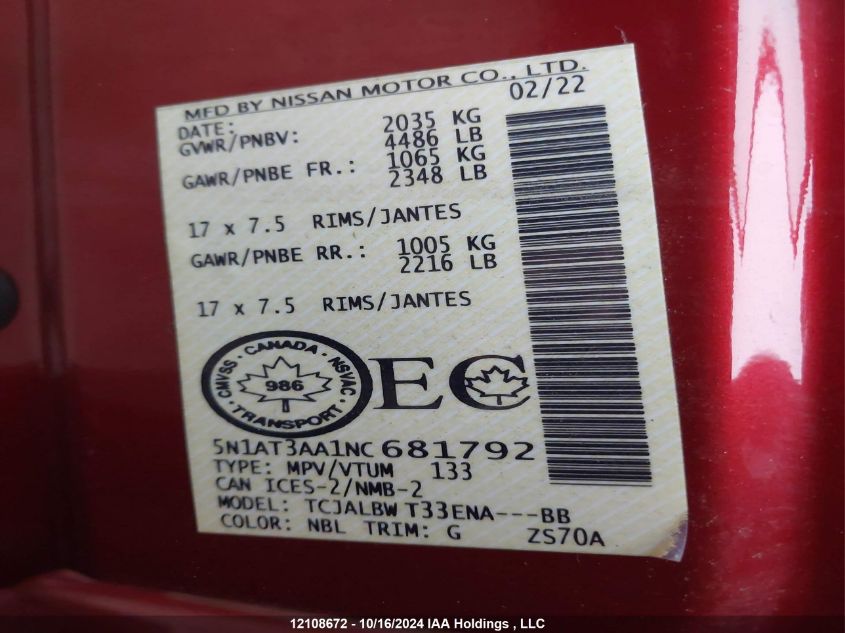 MFD BY NISSAN MOTOR CO., LTD.
DATE: 02/22
GVWR/PNBV: 2035 KG
4486 LB
GAWR/PNBE FR.: 1065 KG
2348 LB
17 x 7.5 RIMS/JANTES
GAWR/PNBE RR.: 1005 KG
2216 LB
17 x 7.5 RIMS/JANTES
CMVSS · CANADA · NSVAC
986
· TRANSPORT ·
EC
5N1AT3AA1NC681792
TYPE: MPV/VTUM 133
CAN ICES-2/NMB-2
MODEL: TCJALBW T33ENA---BB
COLOR: NBL TRIM: G ZS70A
12108672 - 10/16/2024 IAA Holdings , LLC